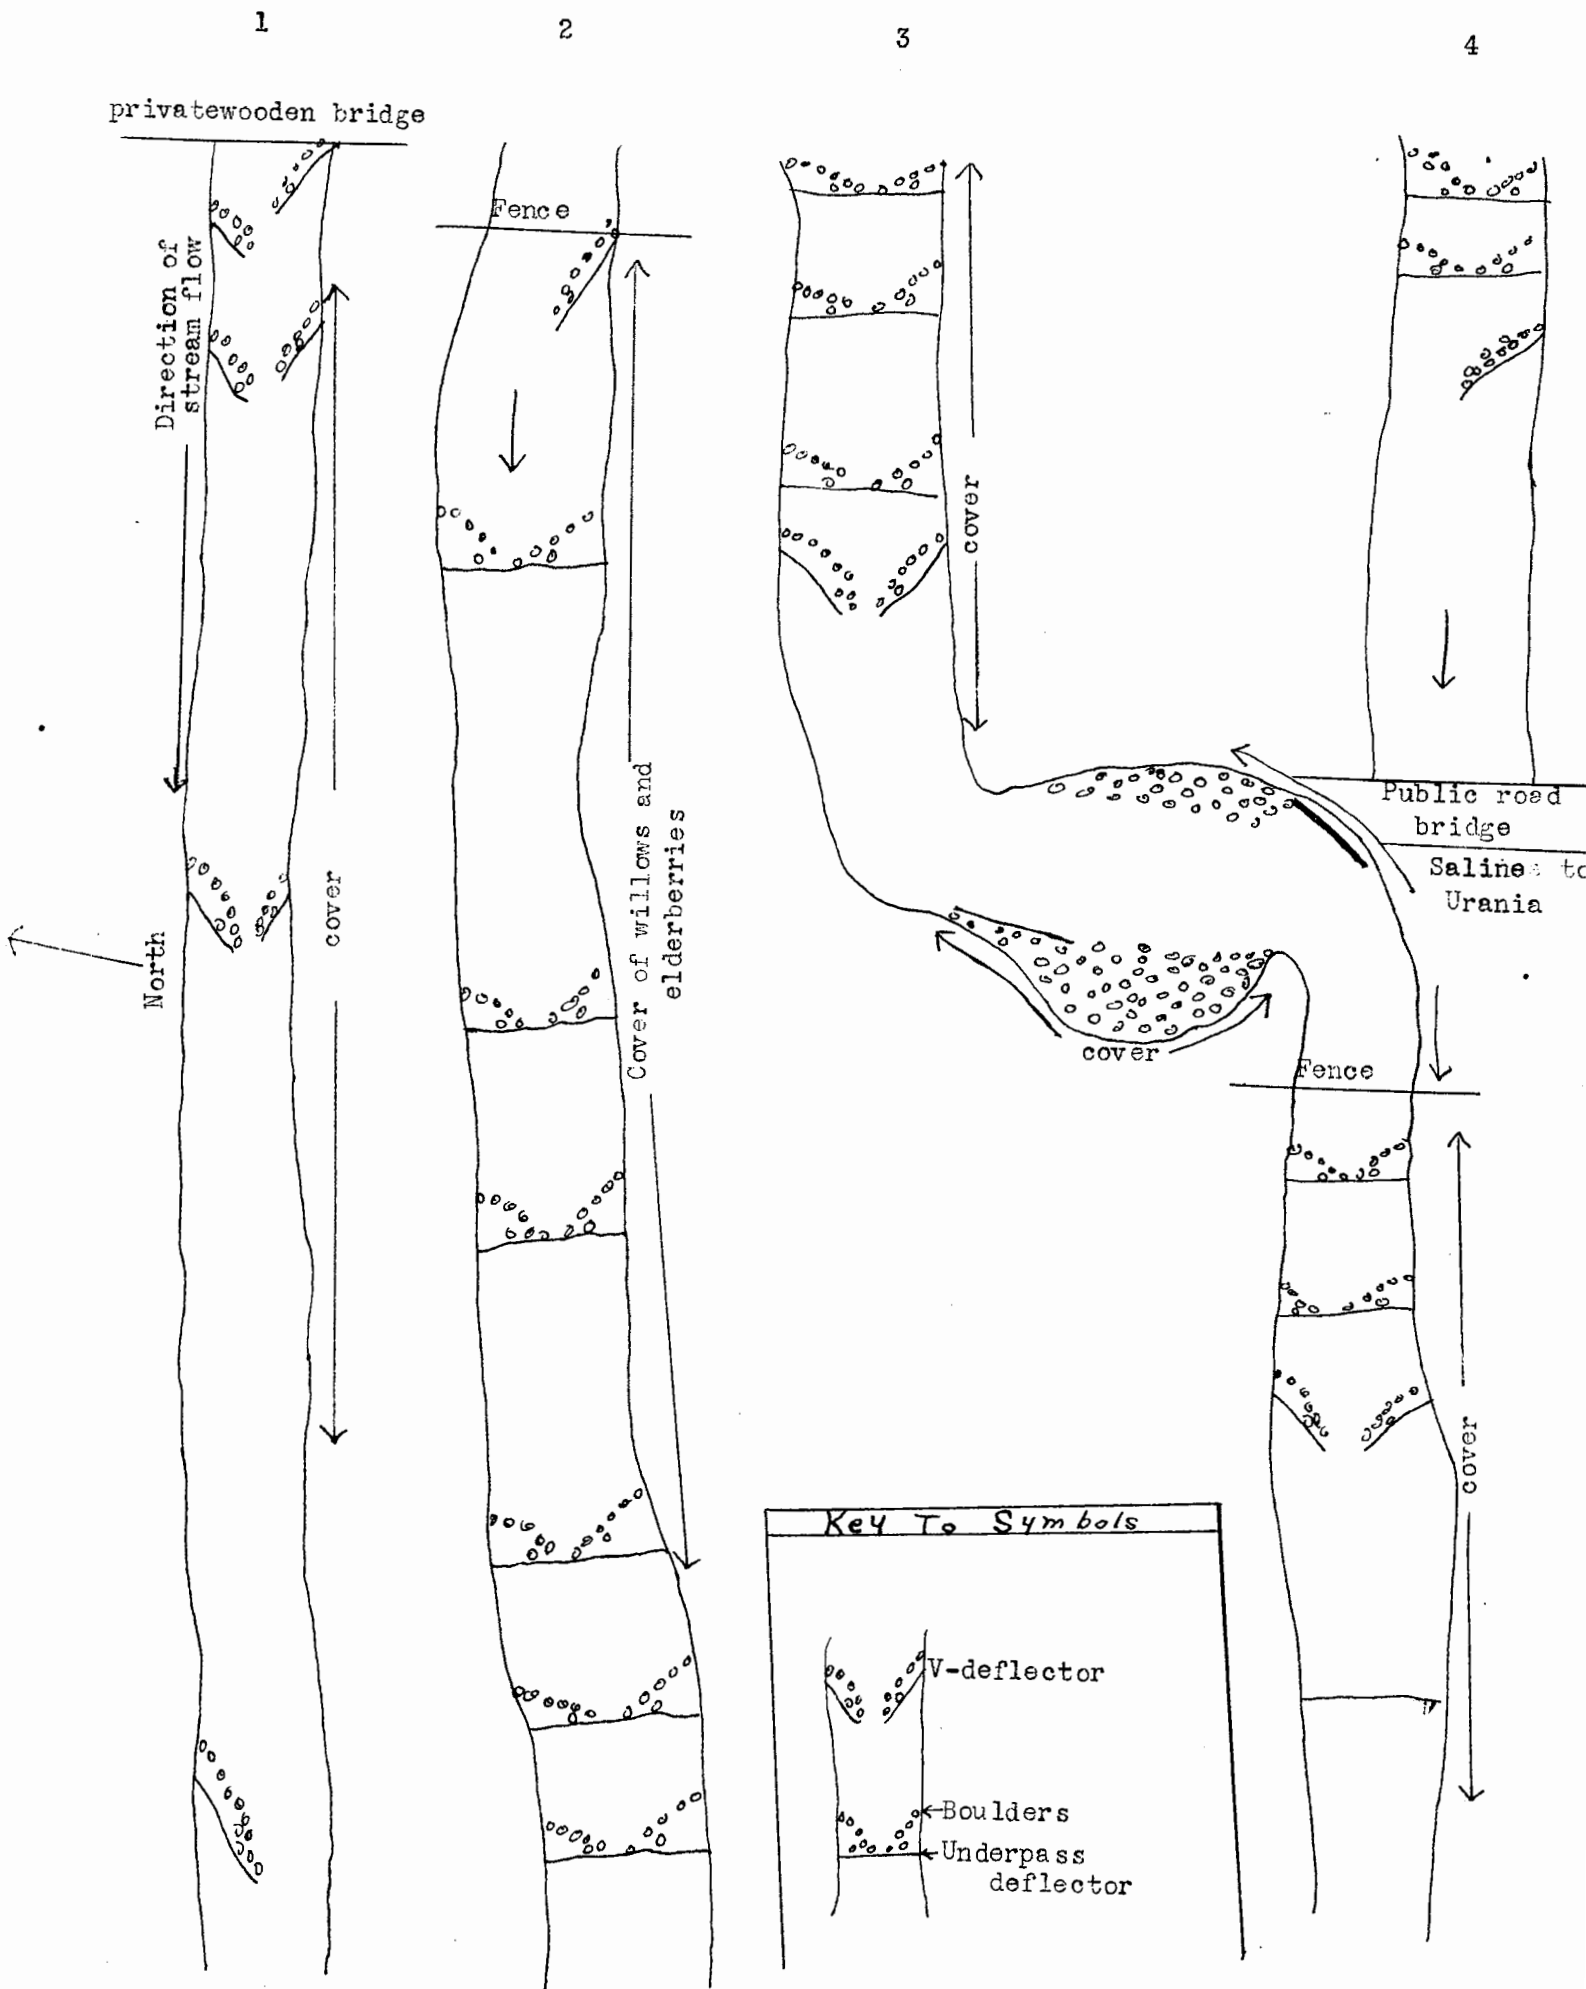 1
2
3
4
privatewooden bridge
Direction of
stream flow
cover
North
Fence
Cover of willows and
elderberries
cover
cover
Fence
cover
Public road
bridge
Saline to
Urania
Key To Symbols
V-deflector
Boulders
Underpass
deflector